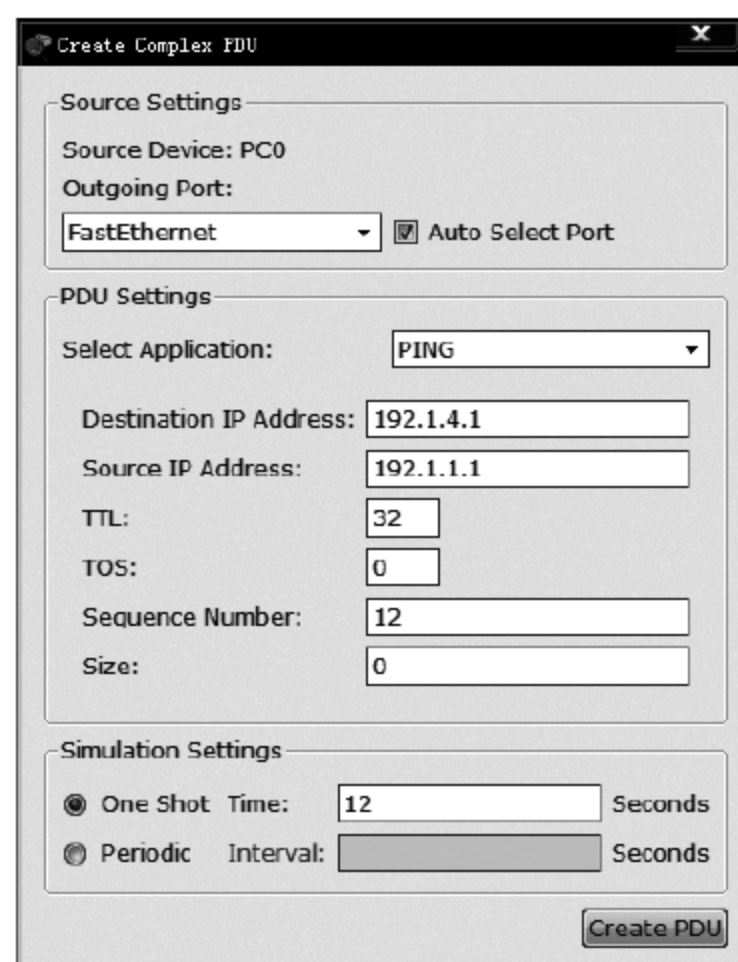 Create Complex PDU
X
Source Settings
Source Device: PC0
Outgoing Port:
FastEthernet
Auto Select Port
PDU Settings
Select Application: PING
Destination IP Address: 192.1.4.1
Source IP Address: 192.1.1.1
TTL: 32
TOS: 0
Sequence Number: 12
Size: 0
Simulation Settings
One Shot Time: 12 Seconds
Periodic Interval: Seconds
Create PDU